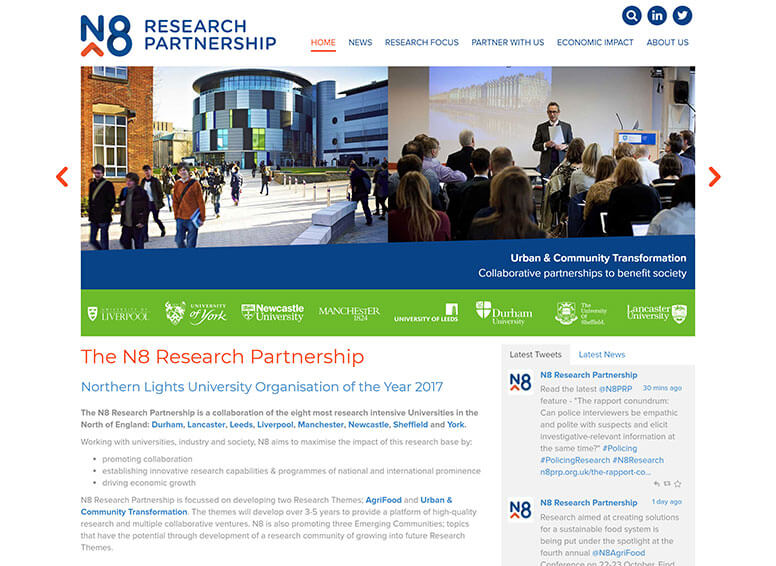 N8 RESEARCH
PARTNERSHIP
HOME NEWS RESEARCH FOCUS PARTNER WITH US ECONOMIC IMPACT ABOUT US
Urban & Community Transformation
Collaborative partnerships to benefit society
UNIVERSITY OF
LIVERPOOL
UNIVERSITY
of York
Newcastle
University
MANCHESTER
1824
UNIVERSITY OF LEEDS
Durham
University
The
University
Of
Sheffield.
Lancaster
University
The N8 Research Partnership
Northern Lights University Organisation of the Year 2017
The N8 Research Partnership is a collaboration of the eight most research intensive Universities in the
North of England: Durham, Lancaster, Leeds, Liverpool, Manchester, Newcastle, Sheffield and York.
Working with universities, industry and society, N8 aims to maximise the impact of this research base by:
• promoting collaboration
• establishing innovative research capabilities & programmes of national and international prominence
• driving economic growth
N8 Research Partnership is focussed on developing two Research Themes; AgriFood and Urban &
Community Transformation. The themes will develop over 3-5 years to provide a platform of high-quality
research and multiple collaborative ventures. N8 is also promoting three Emerging Communities; topics
that have the potential through development of a research community of growing into future Research
Themes.
Latest Tweets Latest News
N8
N8 Research Partnership
Read the latest @N8PRP 30 mins ago
feature - "The rapport conundrum:
Can police interviewers be empathic
and polite with suspects and elicit
investigative-relevant information at
the same time?" #Policing
#PolicingResearch #N8Research
n8prp.org.uk/the-rapport-co...
N8
N8 Research Partnership 1 day ago
Research aimed at creating solutions
for a sustainable food system is
being put under the spotlight at the
fourth annual @N8AgriFood
Conference on 22-23 October. Find